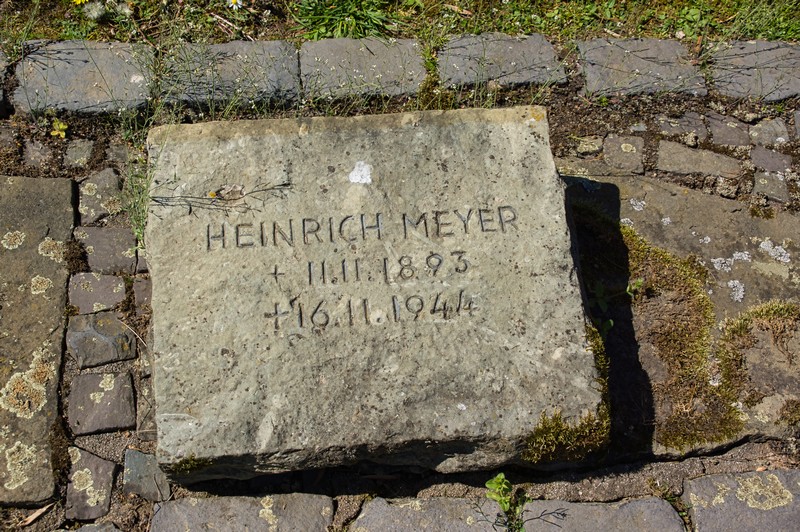 HEINRICH MEYER
+ 11.11.1893
+ 16.11.1944